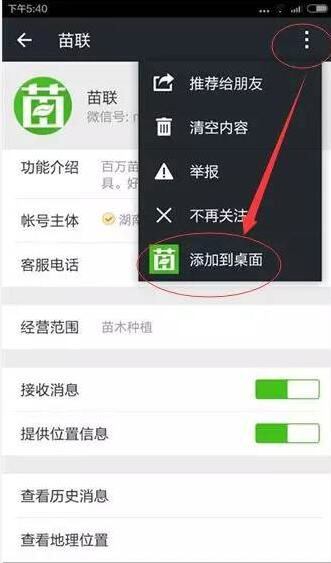 下午5:40
苗联
推荐给朋友
清空内容
举报
不再关注
添加到桌面
苗
苗联
微信号:
功能介绍 百万苗
具。好
帐号主体 湖南
客服电话
经营范围 苗木种植
接收消息
提供位置信息
查看历史消息
查看地理位置